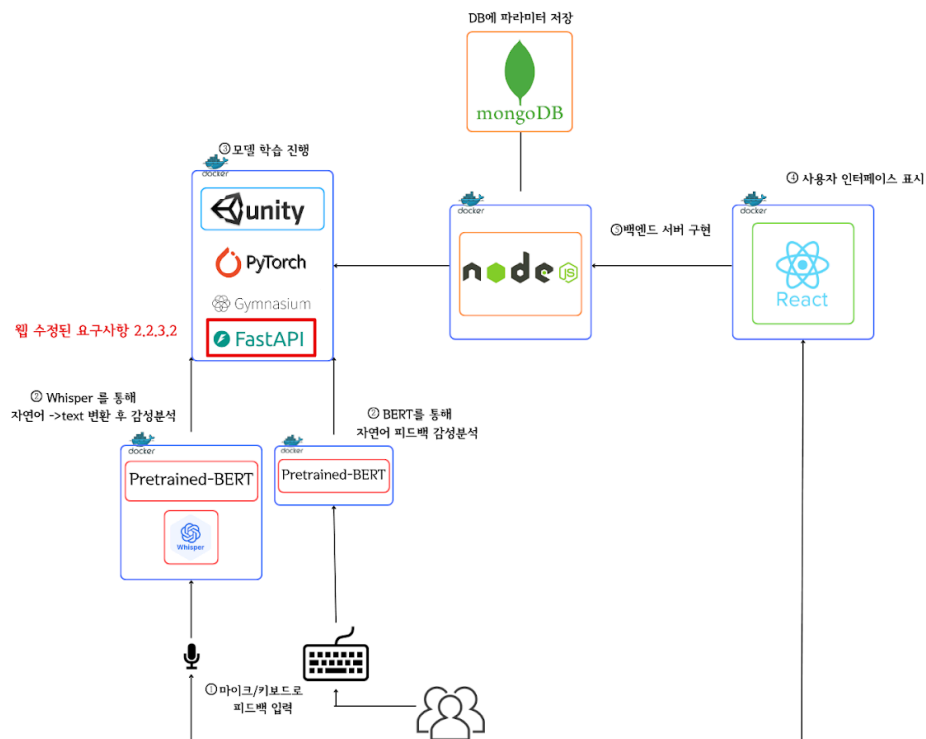 DB에 파라미터 저장
mongoDB
③모델 학습 진행
docker
unity
PyTorch
Gymnasium
FastAPI
웹 수정된 요구사항 2.2.3.2
docker
node
JS
⑤백엔드 서버 구현
④ 사용자 인터페이스 표시
docker
React
② Whisper 를 통해
자연어 ->text 변환 후 감성분석
docker
Pretrained-BERT
Whisper
② BERT를 통해
자연어 피드백 감성분석
docker
Pretrained-BERT
①마이크/키보드로
피드백 입력